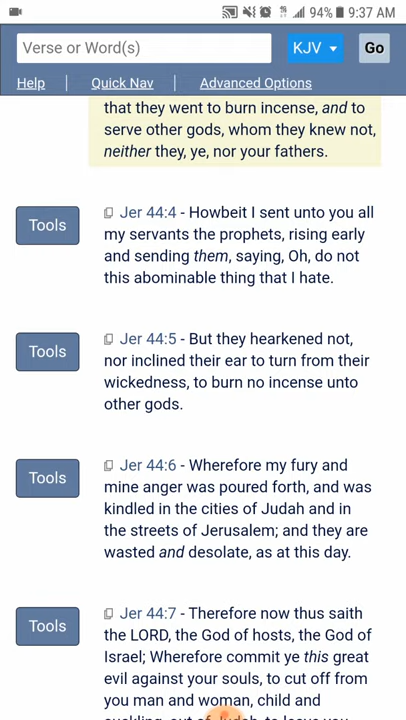 94% 9:37 AM
Verse or Word(s) KJV Go
Help | Quick Nav | Advanced Options
that they went to burn incense, and to
serve other gods, whom they knew not,
neither they, ye, nor your fathers.
Tools
Jer 44:4 - Howbeit I sent unto you all
my servants the prophets, rising early
and sending them, saying, Oh, do not
this abominable thing that I hate.
Tools
Jer 44:5 - But they hearkened not,
nor inclined their ear to turn from their
wickedness, to burn no incense unto
other gods.
Tools
Jer 44:6 - Wherefore my fury and
mine anger was poured forth, and was
kindled in the cities of Judah and in
the streets of Jerusalem; and they are
wasted and desolate, as at this day.
Tools
Jer 44:7 - Therefore now thus saith
the LORD, the God of hosts, the God of
Israel; Wherefore commit ye this great
evil against your souls, to cut off from
you man and woman, child and